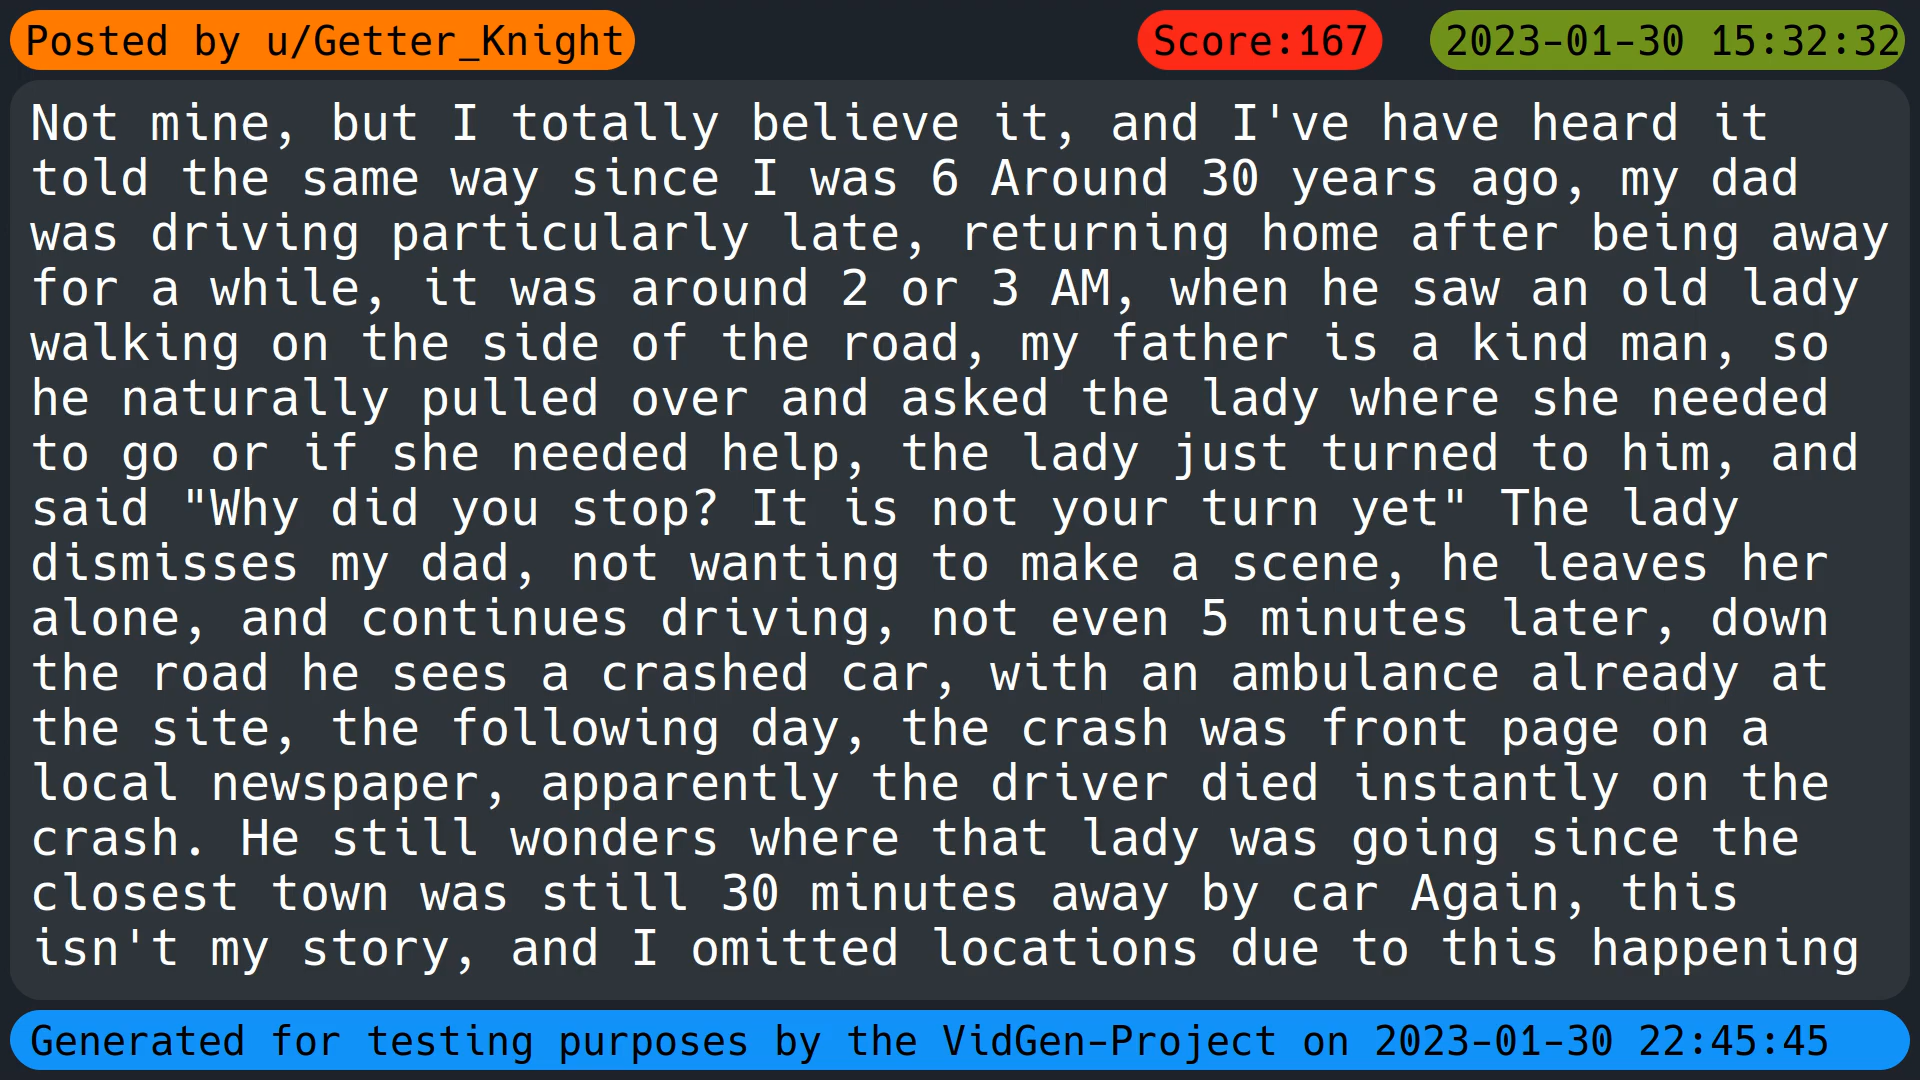 Posted by u/Getter_Knight
Score:167
2023-01-30 15:32:32
Not mine, but I totally believe it, and I've have heard it
told the same way since I was 6 Around 30 years ago, my dad
was driving particularly late, returning home after being away
for a while, it was around 2 or 3 AM, when he saw an old lady
walking on the side of the road, my father is a kind man, so
he naturally pulled over and asked the lady where she needed
to go or if she needed help, the lady just turned to him, and
said "Why did you stop? It is not your turn yet" The lady
dismisses my dad, not wanting to make a scene, he leaves her
alone, and continues driving, not even 5 minutes later, down
the road he sees a crashed car, with an ambulance already at
the site, the following day, the crash was front page on a
local newspaper, apparently the driver died instantly on the
crash. He still wonders where that lady was going since the
closest town was still 30 minutes away by car Again, this
isn't my story, and I omitted locations due to this happening
Generated for testing purposes by the VidGen-Project on 2023-01-30 22:45:45